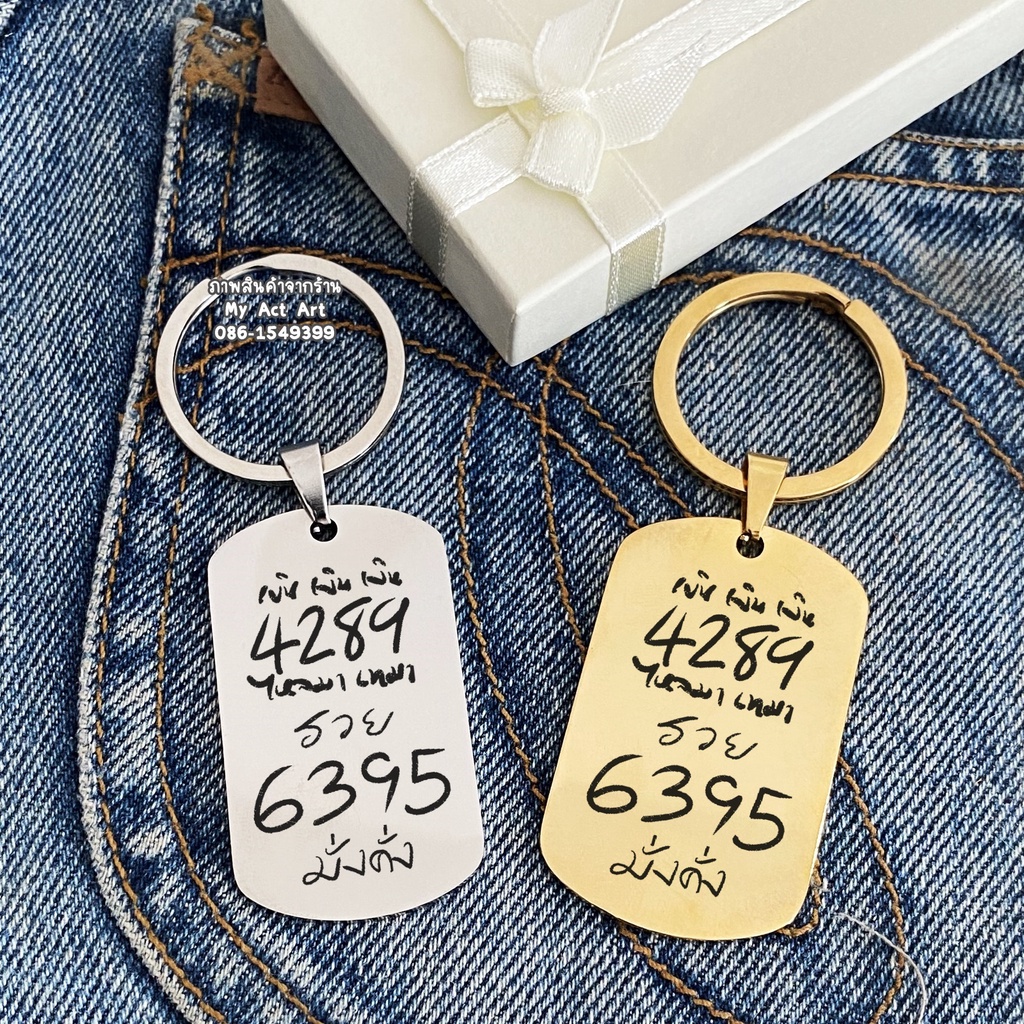 ภาพสินค้าจากร้าน
My Act Art
086-1549399
เงิน เงิน เงิน
4289
ไหลมา เทมา
รวย
6395
มั่งคั่ง
เงิน เงิน เงิน
4289
ไหลมา เทมา
รวย
6395
มั่งคั่ง